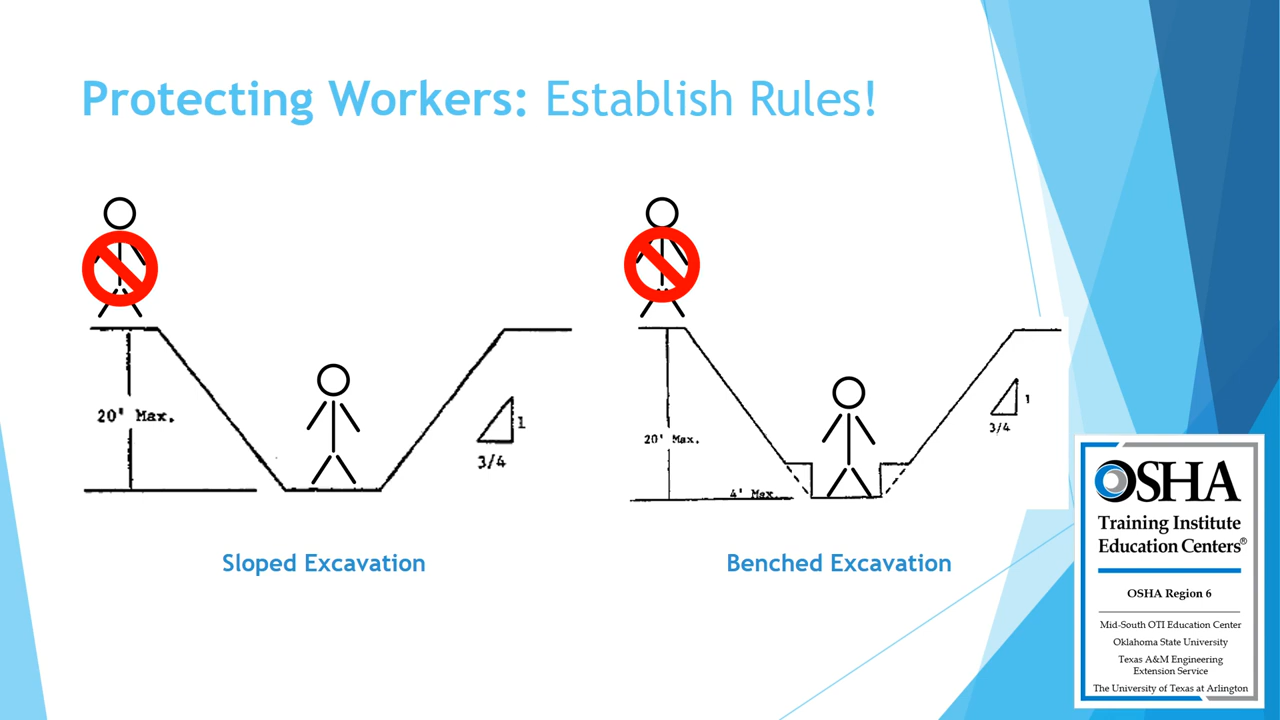 Protecting Workers: Establish Rules!
20' Max.
1
3/4
Sloped Excavation
20' Max.
4' Max.
1
3/4
Benched Excavation
OSHA
Training Institute
Education Centers®
OSHA Region 6
Mid-South OTI Education Center
Oklahoma State University
Texas A&M Engineering
Extension Service
The University of Texas at Arlington